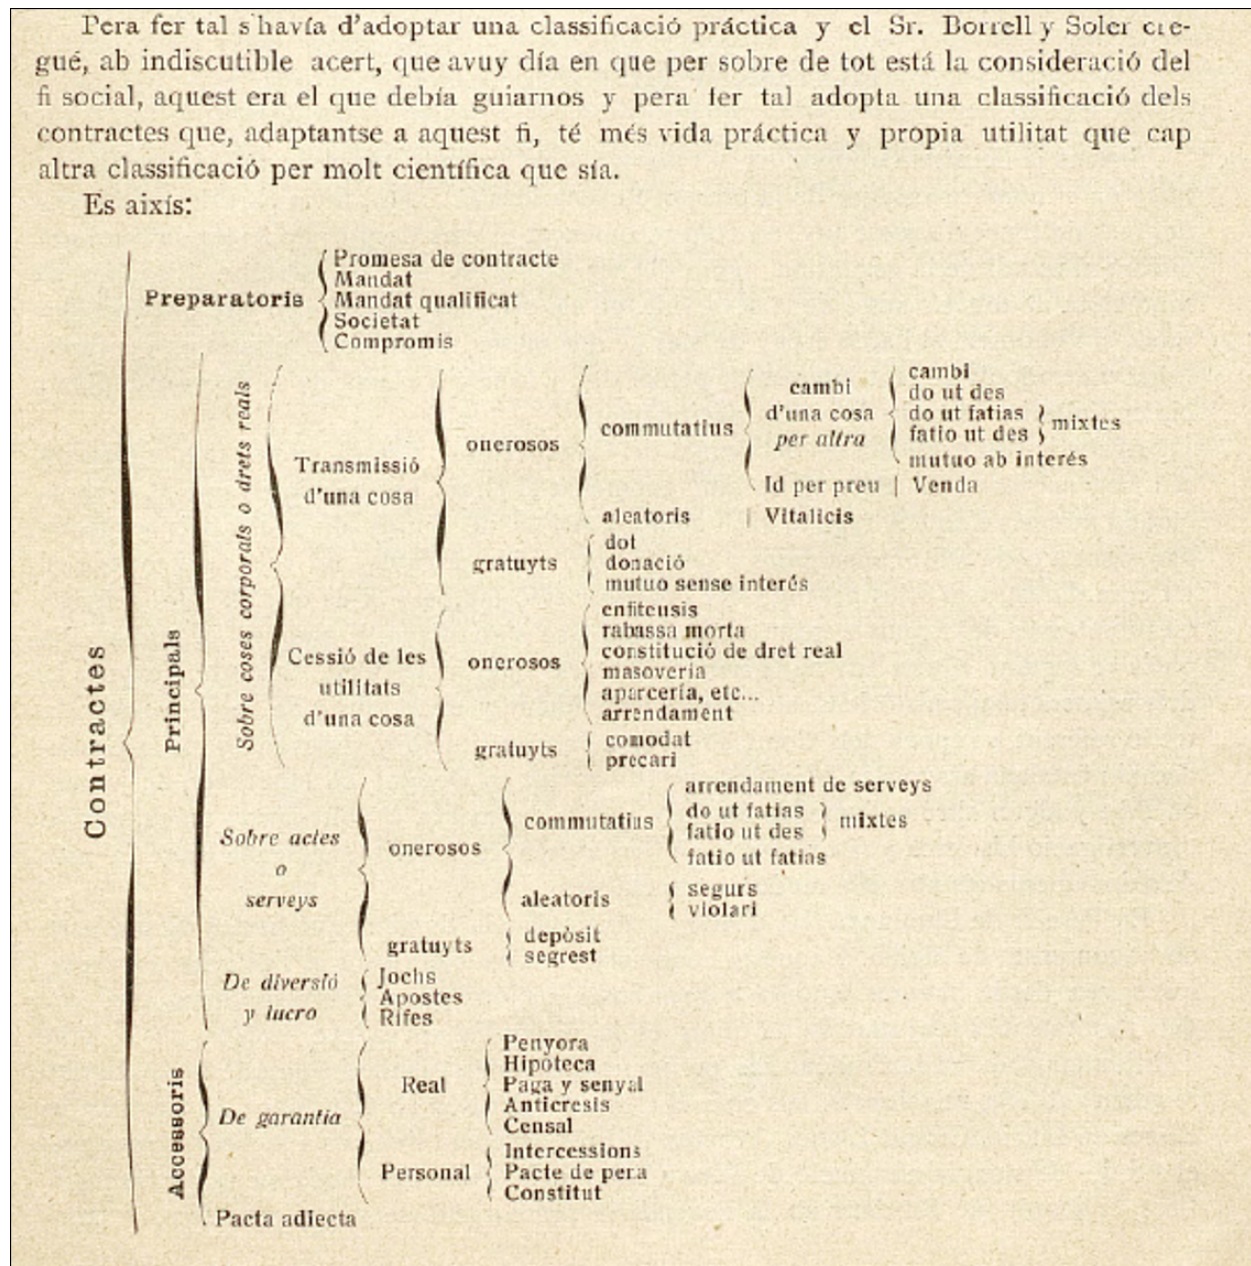 Pera fer tal s'havía d'adoptar una classificació práctica y el Sr. Borrell y Soler cre-
gué, ab indiscutible acert, que avuy día en que per sobre de tot está la consideració del
fi social, aquest era el que debía guiarnos y pera fer tal adopta una classificació dels
contractes que, adaptantse a aquest fi, té més vida práctica y propia utilitat que cap
altra classificació per molt científica que sía.
Es aixís:
Contractes
Preparatoris
Promesa de contracte
Mandat
Mandat qualificat
Societat
Compromis
Principals
Sobre coses corporals o drets reals
Transmissió
d'una cosa
onerosos
commutatius
cambi
d'una cosa
per altra
cambi
do ut des
do ut fatias
fatio ut des
mixtes
mutuo ab interés
Id per preu | Venda
aleatoris | Vitalicis
gratuyts
dot
donació
mutuo sense interés
Cessió de les
utilitats
d'una cosa
onerosos
enfiteusis
rabassa morta
constitució de dret real
masoveria
aparcería, etc...
arrendament
gratuyts
comodat
precari
Sobre actes
o
serveys
onerosos
commutatius
arrendament de serveys
do ut fatias
fatio ut des
mixtes
fatio ut fatias
aleatoris
segurs
violari
gratuyts
depòsit
segrest
De diversió
y lucro
Jochs
Apostes
Rifes
Accessoris
De garantia
Real
Penyora
Hipoteca
Paga y senyal
Anticresis
Censal
Personal
Intercessions
Pacte de pera
Constitut
Pacta adiecta